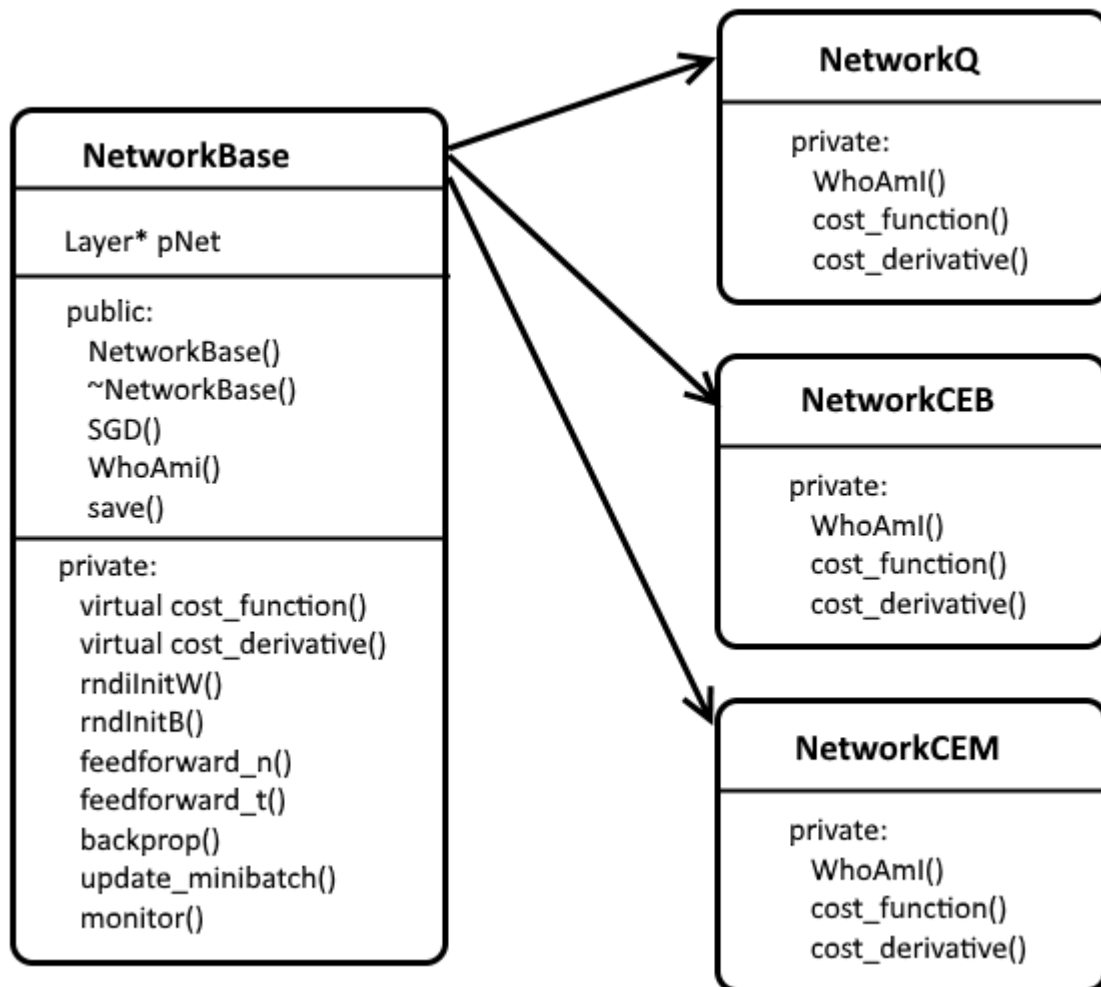 NetworkBase
Layer* pNet
public:
NetworkBase()
~NetworkBase()
SGD()
WhoAmi()
save()
private:
virtual cost_function()
virtual cost_derivative()
rndiInitW()
rndInitB()
feedforward_n()
feedforward_t()
backprop()
update_minibatch()
monitor()
NetworkQ
private:
WhoAmI()
cost_function()
cost_derivative()
NetworkCEB
private:
WhoAmI()
cost_function()
cost_derivative()
NetworkCEM
private:
WhoAmI()
cost_function()
cost_derivative()